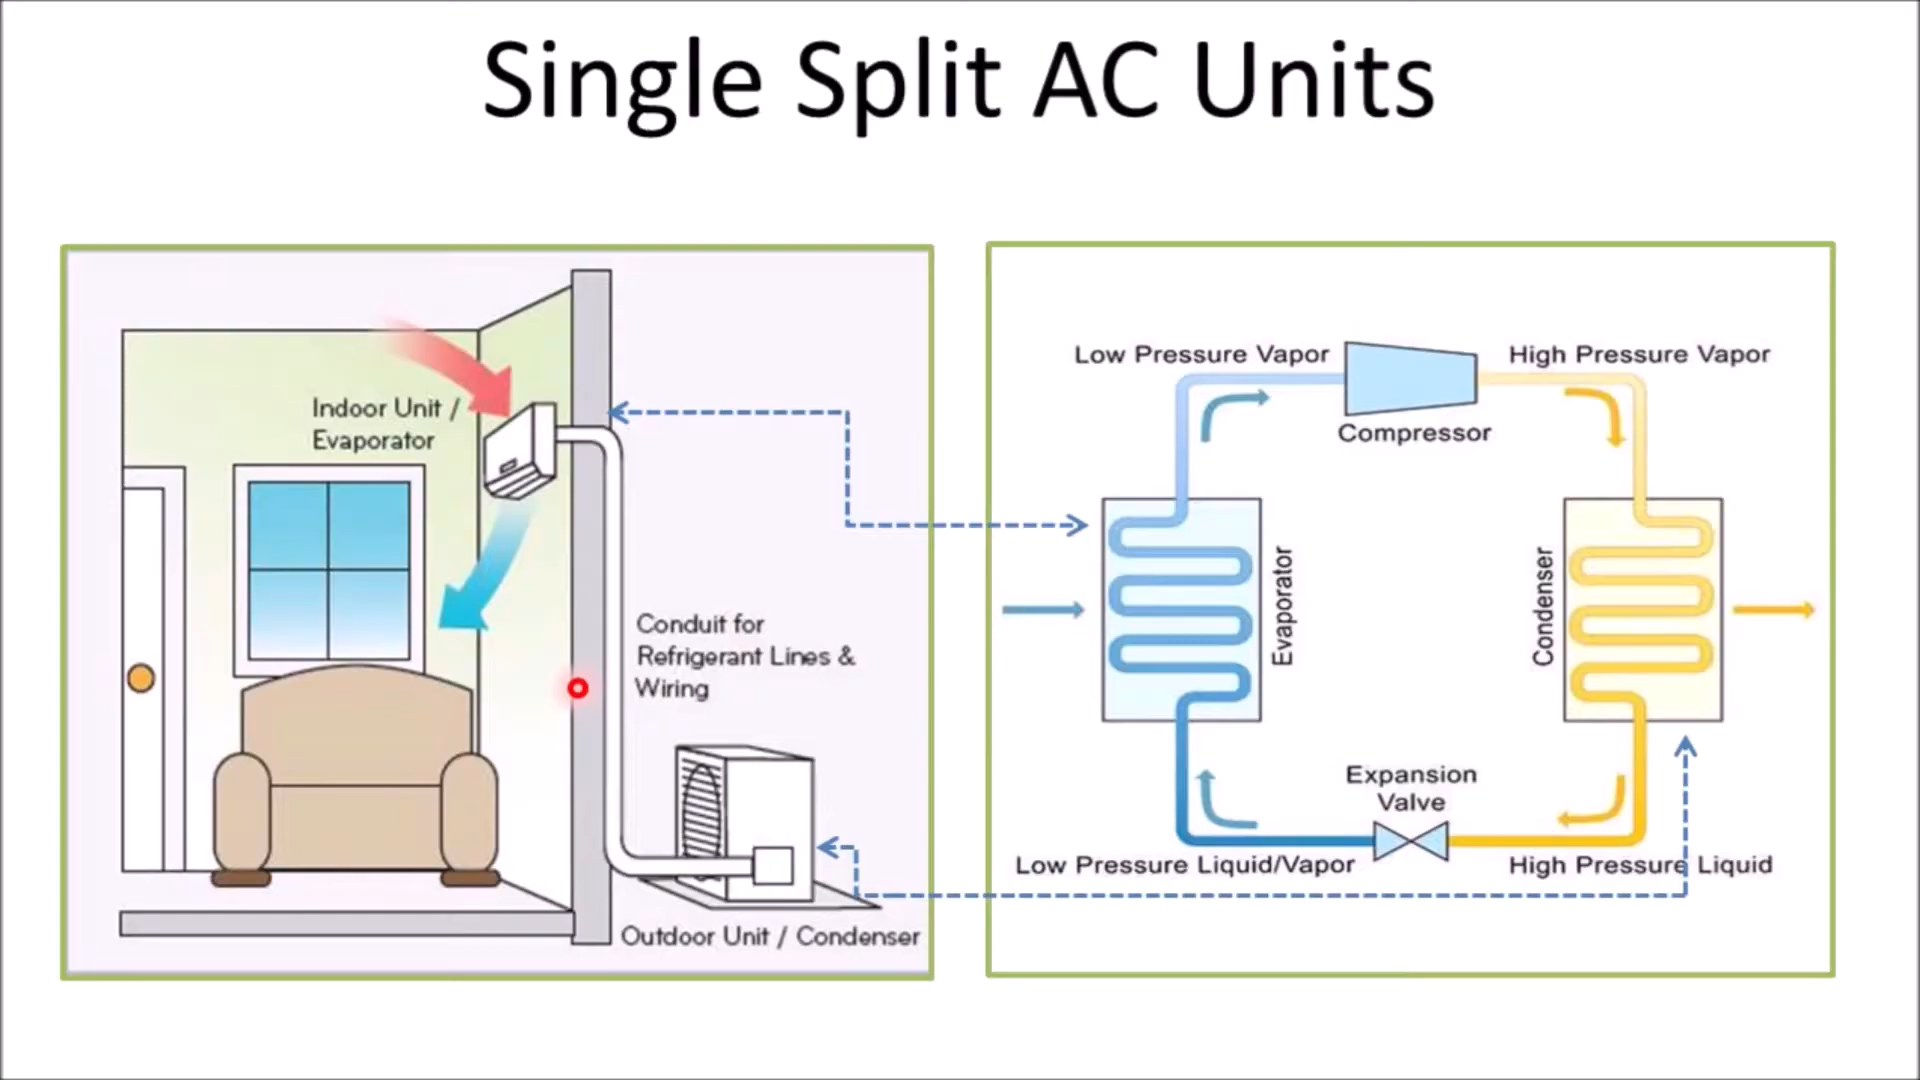 Single Split AC Units
Indoor Unit /
Evaporator
Conduit for
Refrigerant Lines &
Wiring
Outdoor Unit / Condenser
Low Pressure Vapor
High Pressure Vapor
Compressor
Evaporator
Condenser
Expansion
Valve
Low Pressure Liquid/Vapor
High Pressure Liquid